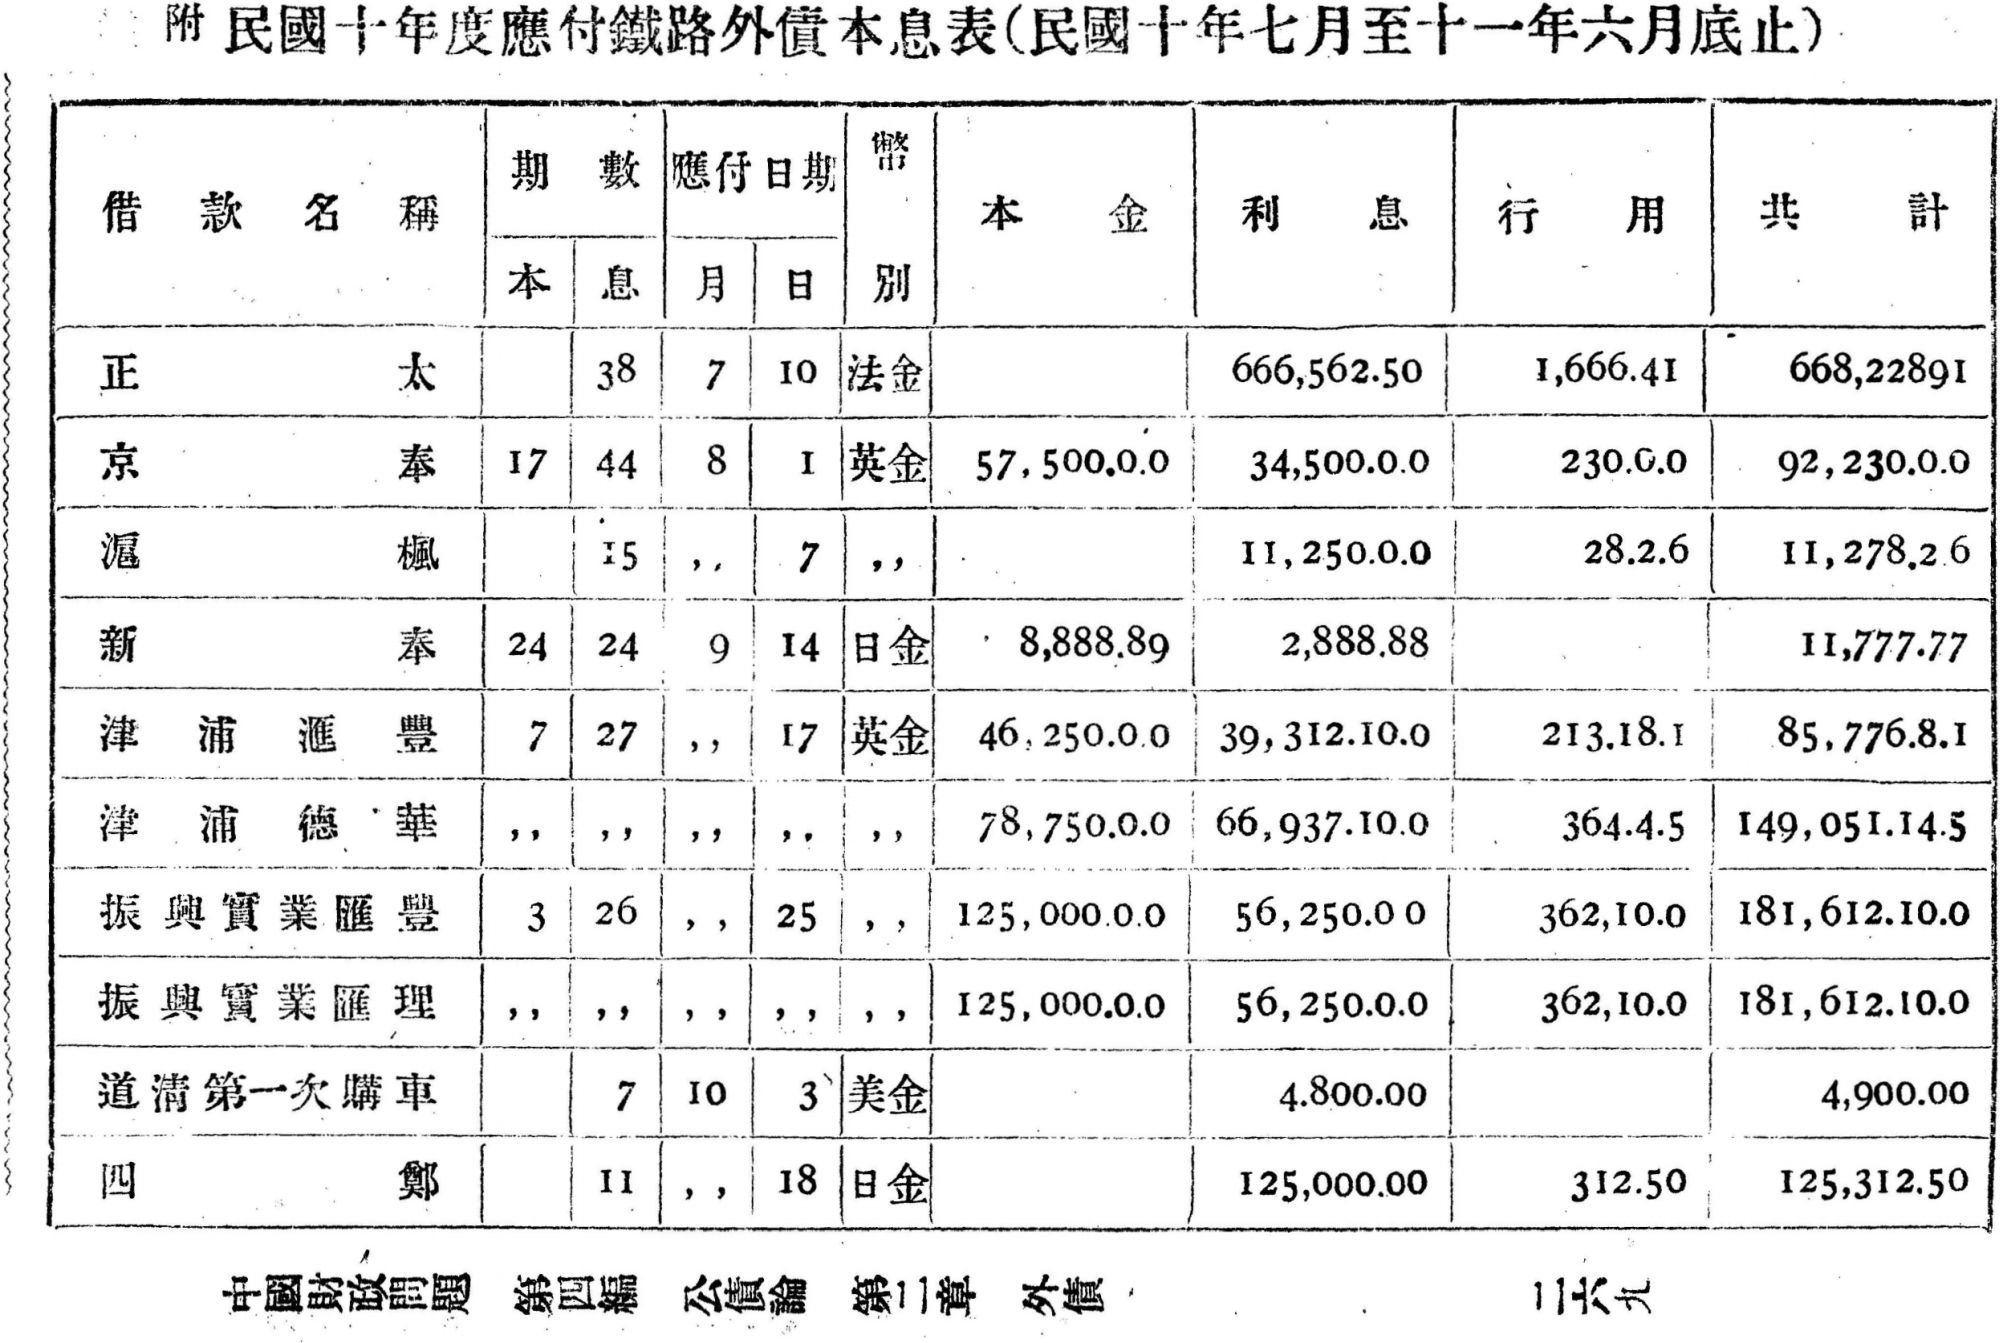 附 民國十年度應付鐵路外債本息表(民國十年七月至十一年六月底止)
借款名稱 期數 應付日期 幣別 本金 利息 行用 共計
本 息 月 日
正太 38 7 10 法金 666,562.50 1,666.41 668,22891
京奉 17 44 8 1 英金 57,500.0.0 34,500.0.0 230.0.0 92,230.0.0
滬楓 15 ,, 7 ,, 11,250.0.0 28.2.6 11,278.2 6
新奉 24 24 9 14 日金 8,888.89 2,888.88 11,777.77
津浦滙豐 7 27 ,, 17 英金 46,250.0.0 39,312.10.0 213.18.1 85,776.8.1
津浦德華 ,, ,, ,, ,, ,, 78,750.0.0 66,937.10.0 364.4.5 149,051.14.5
振興實業匯豐 3 26 ,, 25 ,, 125,000.0.0 56,250.0 0 362,10.0 181,612.10.0
振興實業匯理 ,, ,, ,, ,, ,, 125,000.0.0 56,250.0.0 362,10.0 181,612.10.0
道清第一次購車 7 10 3 美金 4.800.00 4,900.00
四鄭 11 ,, 18 日金 125,000.00 312.50 125,312.50
中國財政問題 第四編 公債論 第二章 外債 二六九